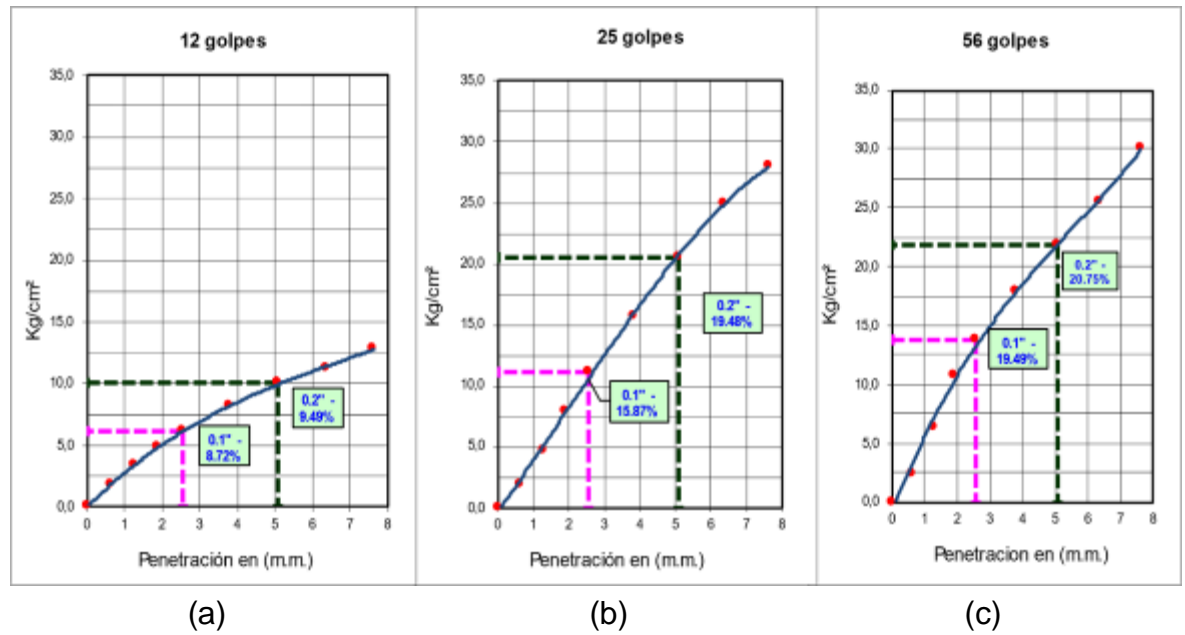 12 golpes
35,0
30,0
25,0
20,0
15,0
10,0
5,0
0,0
Kg/cm²
0.1" -
8.72%
0.2" -
9.49%
0 1 2 3 4 5 6 7 8
Penetración en (m.m.)
(a)
25 golpes
35,0
30,0
25,0
20,0
15,0
10,0
5,0
0,0
Kg/cm²
0.1" -
15.87%
0.2" -
19.48%
0 1 2 3 4 5 6 7 8
Penetración en (m.m.)
(b)
56 golpes
35,0
30,0
25,0
20,0
15,0
10,0
5,0
0,0
Kg/cm²
0.1" -
19.49%
0.2" -
20.75%
0 1 2 3 4 5 6 7 8
Penetracion en (m.m.)
(c)